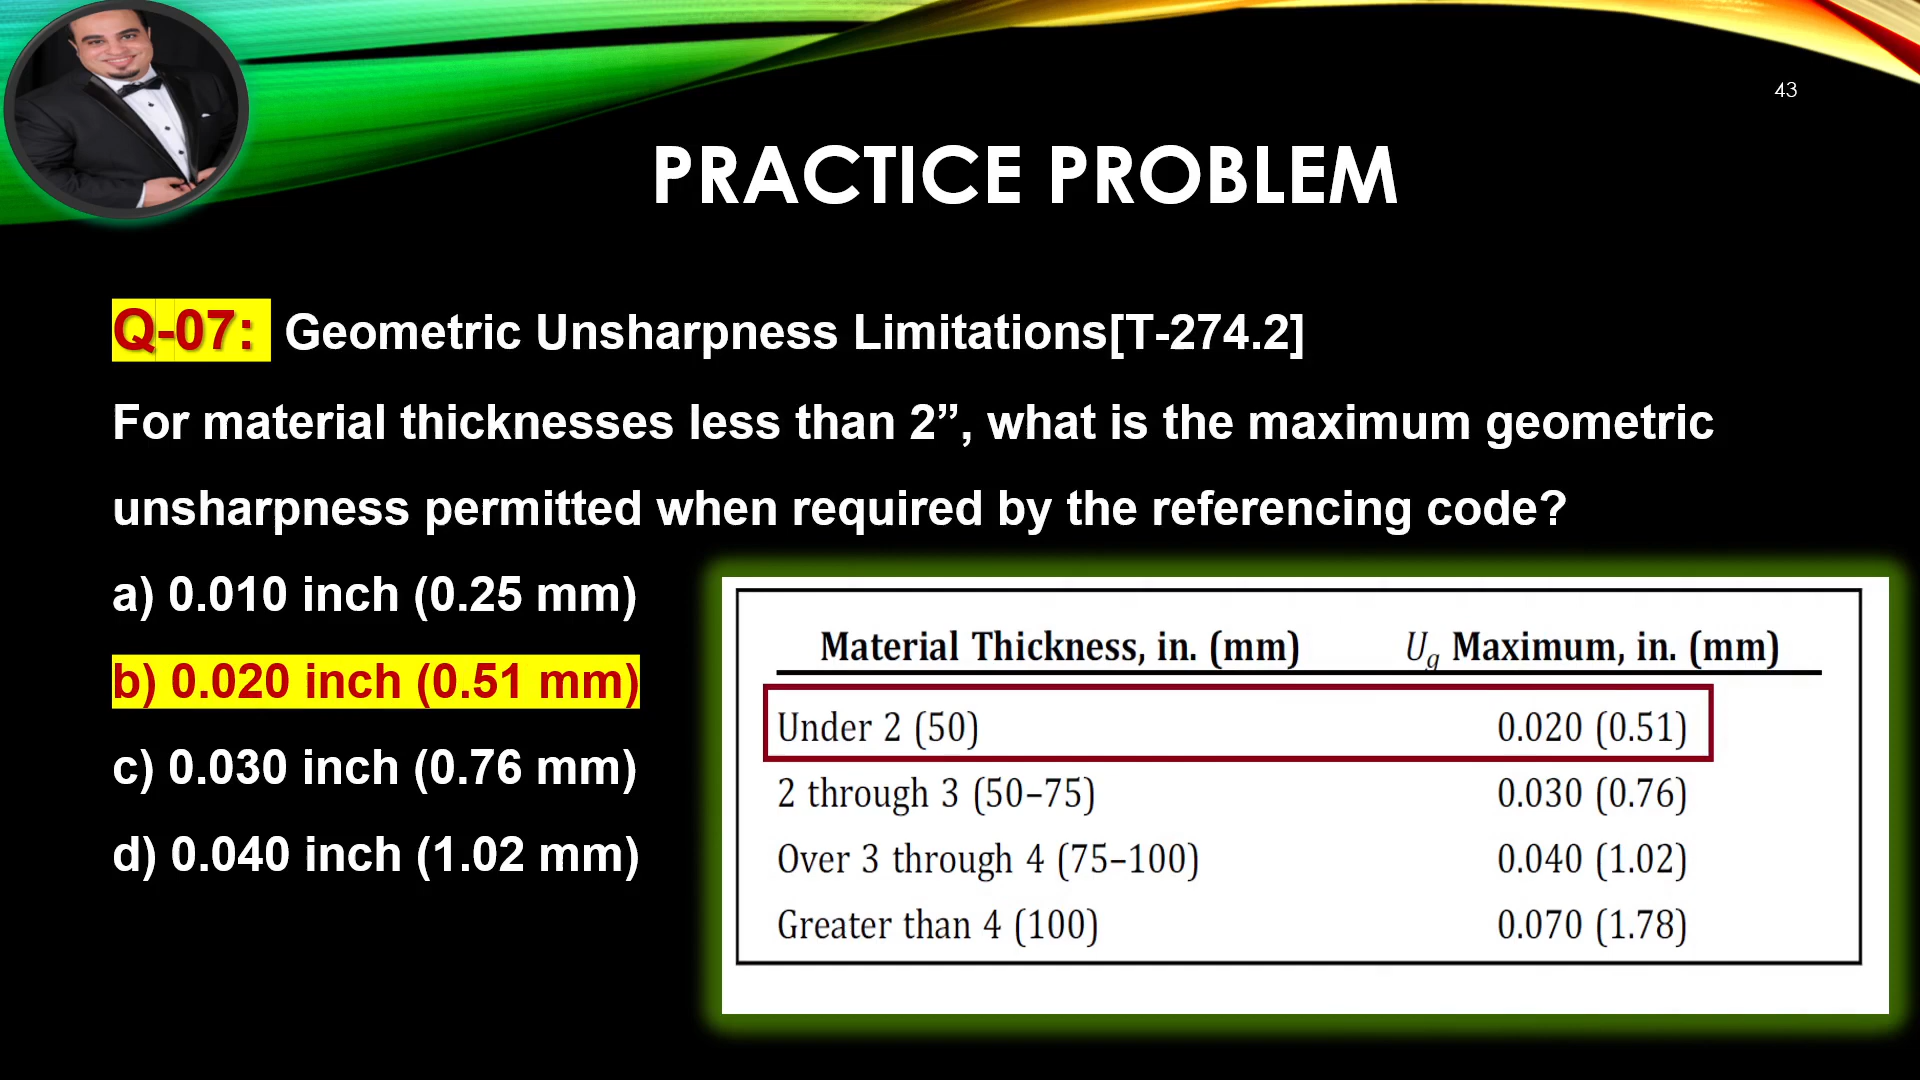 43
PRACTICE PROBLEM
Q-07: Geometric Unsharpness Limitations[T-274.2]
For material thicknesses less than 2”, what is the maximum geometric
unsharpness permitted when required by the referencing code?
a) 0.010 inch (0.25 mm)
b) 0.020 inch (0.51 mm)
c) 0.030 inch (0.76 mm)
d) 0.040 inch (1.02 mm)
Material Thickness, in. (mm) Ug Maximum, in. (mm)
Under 2 (50) 0.020 (0.51)
2 through 3 (50–75) 0.030 (0.76)
Over 3 through 4 (75–100) 0.040 (1.02)
Greater than 4 (100) 0.070 (1.78)